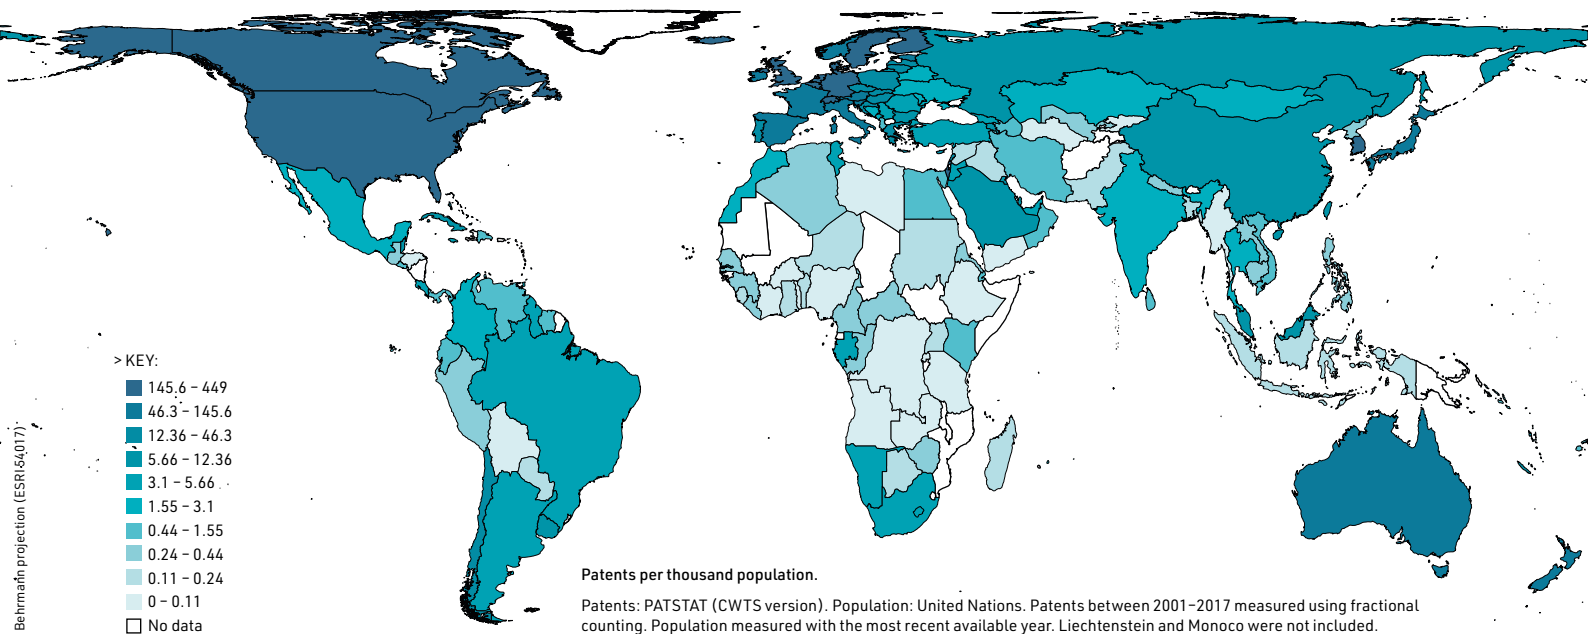 > KEY:
145.6 – 449
46.3 – 145.6
12.36 – 46.3
5.66 – 12.36
3.1 – 5.66
1.55 – 3.1
0.44 – 1.55
0.24 – 0.44
0.11 – 0.24
0 – 0.11
No data
Behrmann projection (ESRI:54017)
Patents per thousand population.
Patents: PATSTAT (CWTS version). Population: United Nations. Patents between 2001–2017 measured using fractional
counting. Population measured with the most recent available year. Liechtenstein and Monoco were not included.